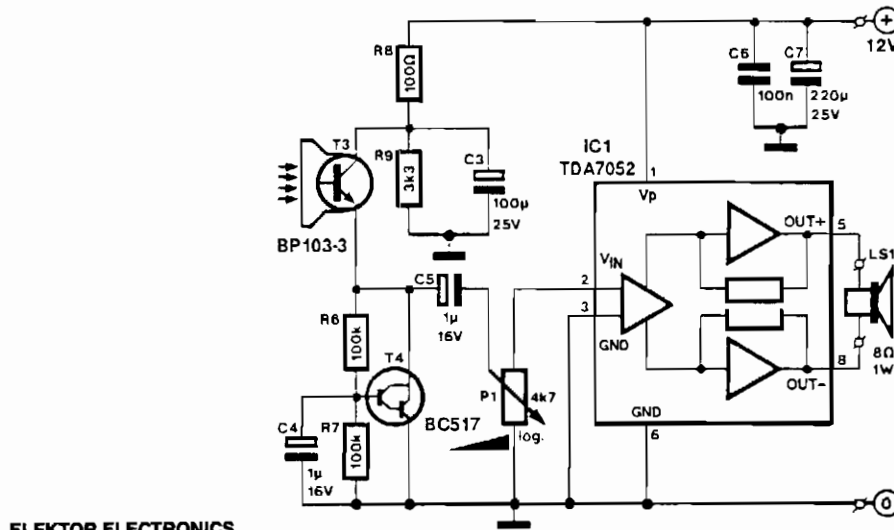 R8
100Ω
C6
100n
C7
220µ
25V
12V
T3
R9
3k3
C3
100µ
25V
BP103-3
IC1
TDA7052
1
Vp
OUT+
5
LS1
VIN
2
3
GND
8Ω
1W
8
OUT-
GND
6
C5
1µ
16V
R6
100k
T4
BC517
P1
4k7
log.
C4
1µ
16V
R7
100k
0
ELEKTOR ELECTRONICS